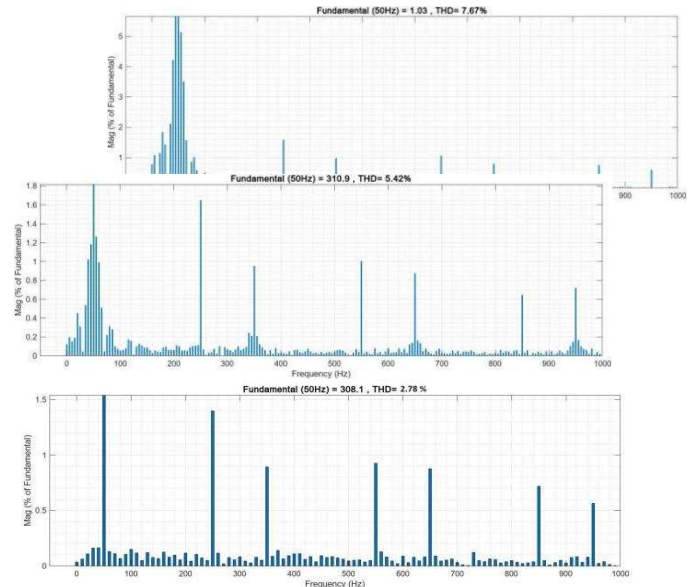 Fundamental (50Hz) = 1.03 , THD= 7.67%
Mag (% of Fundamental)
5
4
3
2
1
900 1000
Fundamental (50Hz) = 310.9 , THD= 5.42%
Mag (% of Fundamental)
1.8
1.6
1.4
1.2
1
0.8
0.6
0.4
0.2
0
0 100 200 300 400 500 600 700 800 900 1000
Frequency (Hz)
Fundamental (50Hz) = 308.1 , THD= 2.78 %
Mag (% of Fundamental)
1.5
1
0.5
0
0 100 200 300 400 500 600 700 800 900 1000
Frequency (Hz)